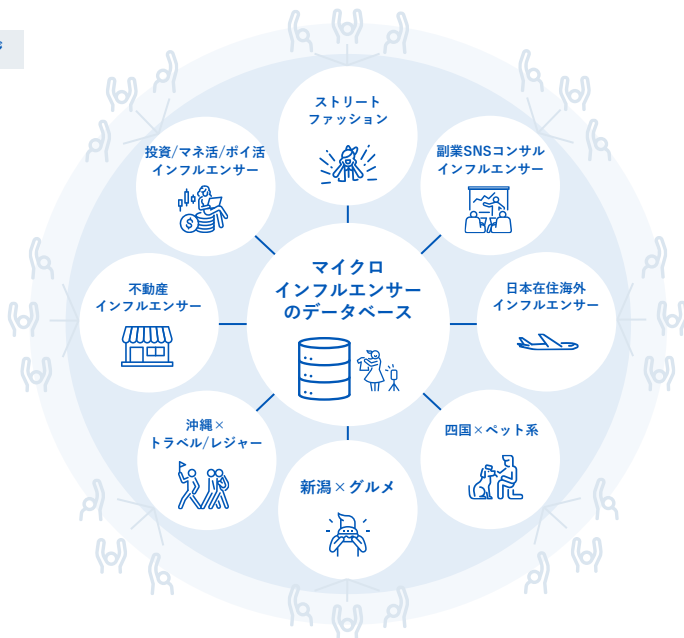 ストリート
ファッション
投資/マネ活/ポイ活
インフルエンサー
副業SNSコンサル
インフルエンサー
マイクロ
インフルエンサー
のデータベース
不動産
インフルエンサー
日本在住海外
インフルエンサー
沖縄×
トラベル/レジャー
四国×ペット系
新潟×グルメ